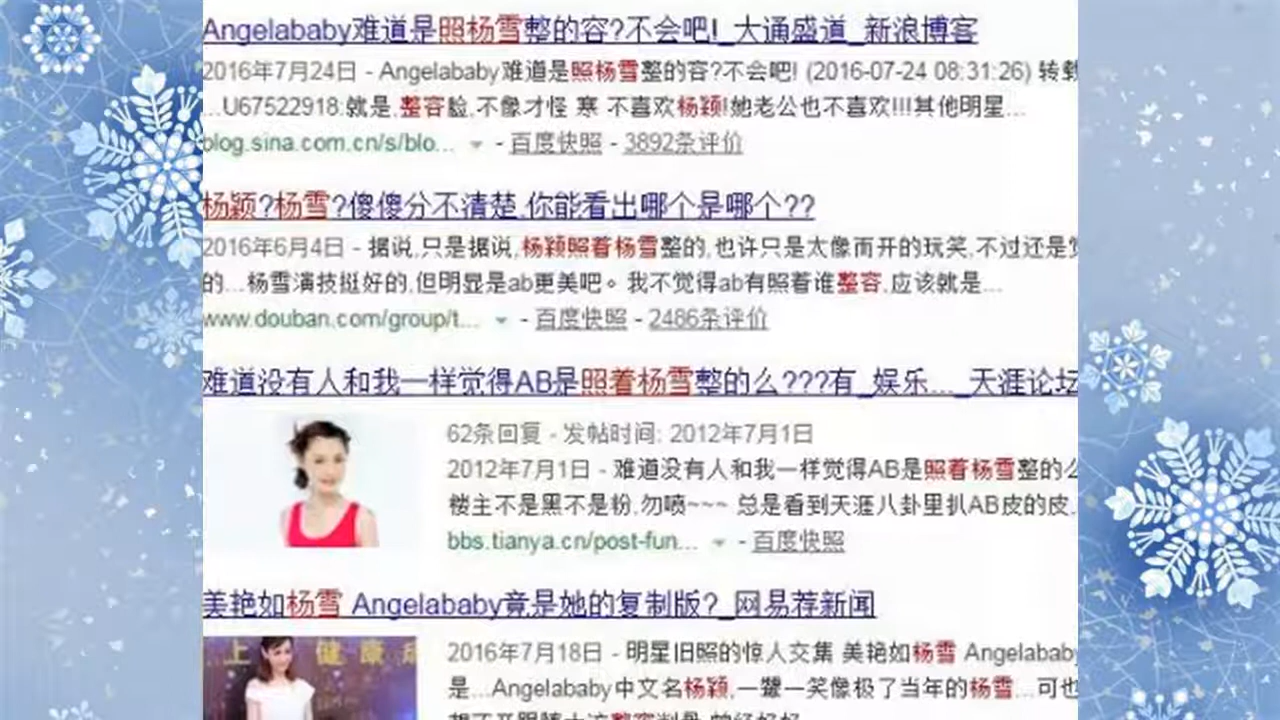 Angelababy难道是照杨雪整的容?不会吧!_大通盛道_新浪博客
2016年7月24日 - Angelababy难道是照杨雪整的容?不会吧! (2016-07-24 08:31:26) 转载
...U67522918:就是,整容脸,不像才怪 寒 不喜欢杨颖!她老公也不喜欢!!!其他明星...
blog.sina.com.cn/s/blo... - 百度快照 - 3892条评价
杨颖?杨雪?傻傻分不清楚,你能看出哪个是哪个??
2016年6月4日 - 据说,只是据说,杨颖照着杨雪整的,也许只是太像而开的玩笑,不过还是
的...杨雪演技挺好的,但明显是ab更美吧。我不觉得ab有照着谁整容,应该就是...
www.douban.com/group/t... - 百度快照 - 2486条评价
难道没有人和我一样觉得AB是照着杨雪整的么???有_娱乐..._天涯论坛
62条回复 - 发帖时间: 2012年7月1日
2012年7月1日 - 难道没有人和我一样觉得AB是照着杨雪整的么
楼主不是黑不是粉,勿喷~~~ 总是看到天涯八卦里扒AB皮的皮,
bbs.tianya.cn/post-fun... - 百度快照
美艳如杨雪 Angelababy竟是她的复制版?_网易荐新闻
上 健康
2016年7月18日 - 明星旧照的惊人交集 美艳如杨雪 Angelababy
是...Angelababy中文名杨颖,一颦一笑像极了当年的杨雪...可也